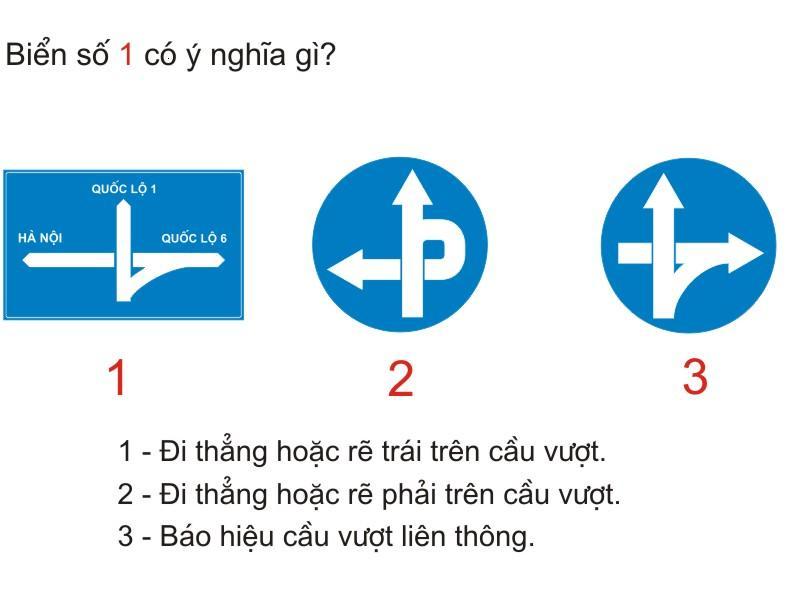 Biển số 1 có ý nghĩa gì?
QUỐC LỘ 1
HÀ NỘI
QUỐC LỘ 6
1
2
3
1 - Đi thẳng hoặc rẽ trái trên cầu vượt.
2 - Đi thẳng hoặc rẽ phải trên cầu vượt.
3 - Báo hiệu cầu vượt liên thông.